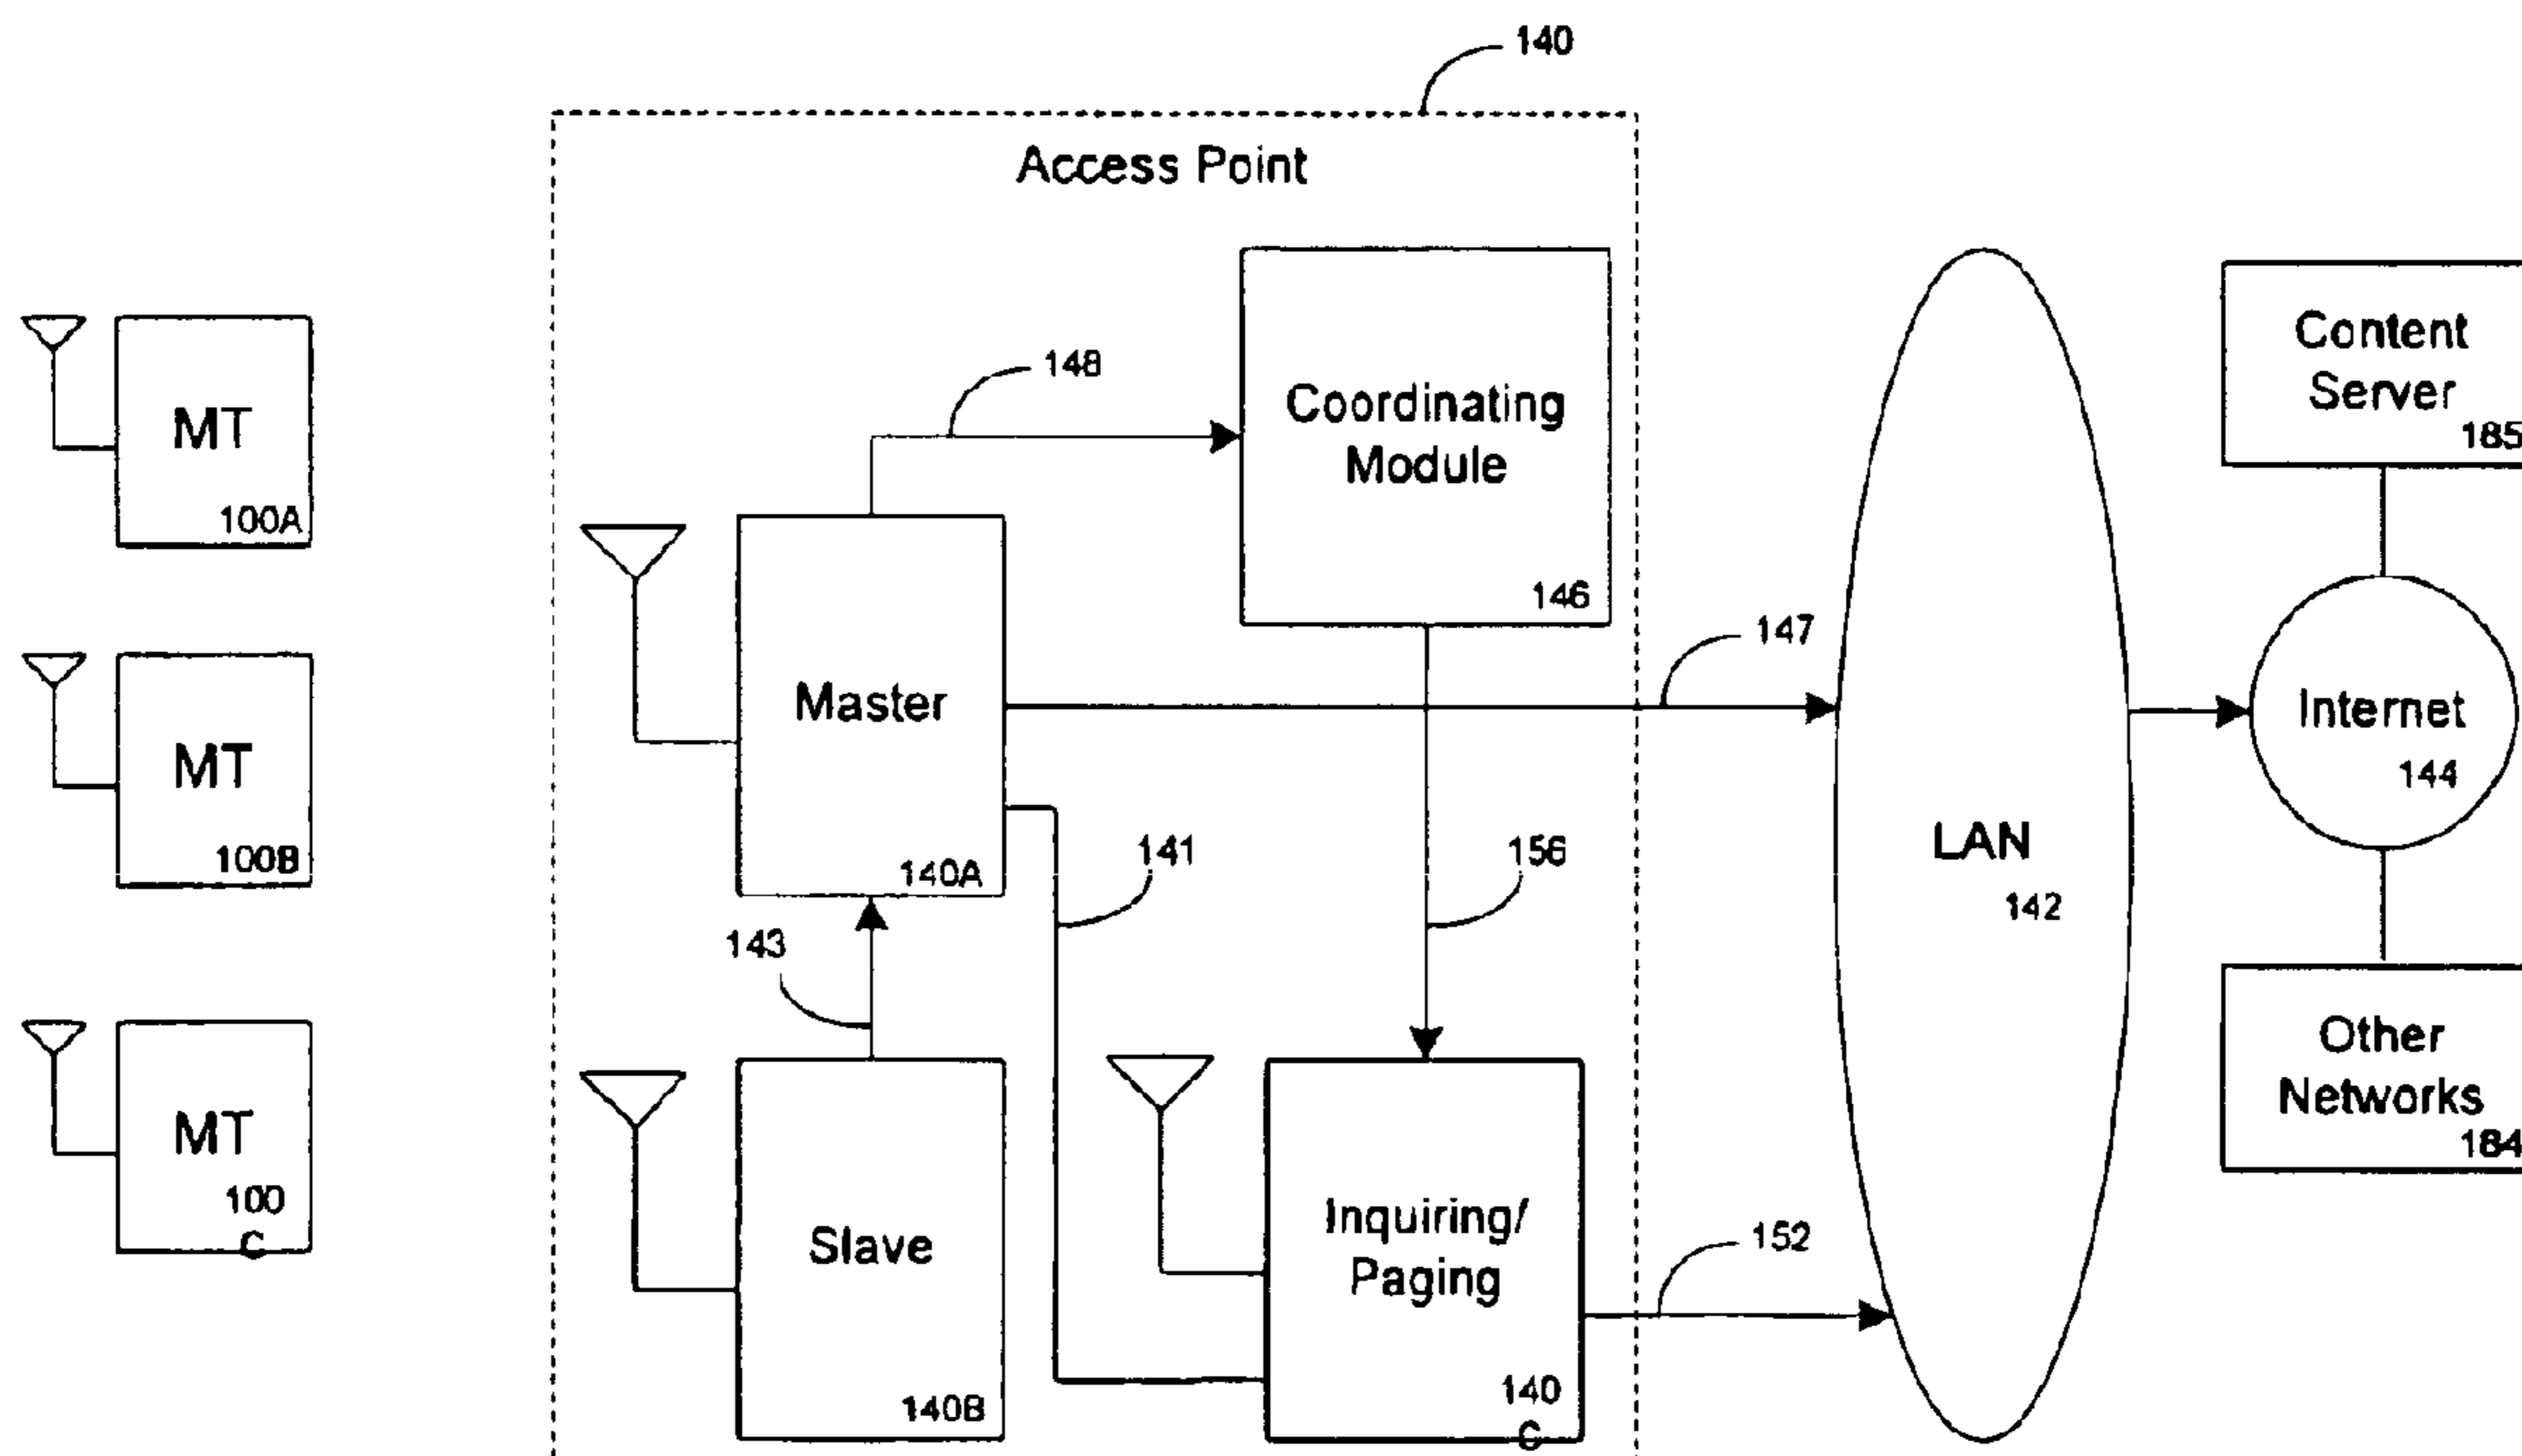 140
Access Point
Content
Server
185
148
Coordinating
Module
146
MT
100A
147
Master
140A
Internet
144
MT
100B
141
156
LAN
142
143
MT
100
C
Other
Networks
184
Slave
140B
Inquiring/
Paging
140
C
152